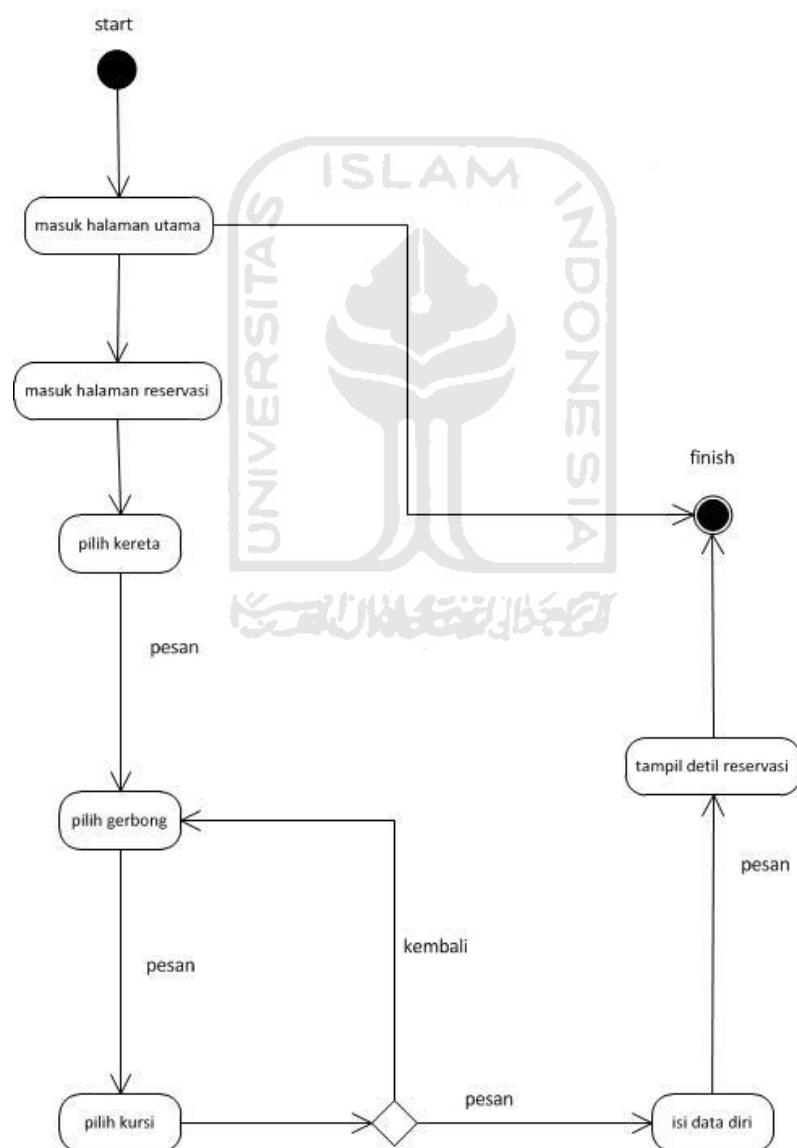 start
masuk halaman utama
masuk halaman reservasi
pilih kereta
pesan
pilih gerbong
pesan
pilih kursi
kembali
pesan
isi data diri
pesan
tampil detil reservasi
finish
UNIVERSITAS
ISLAM
INDONESIA